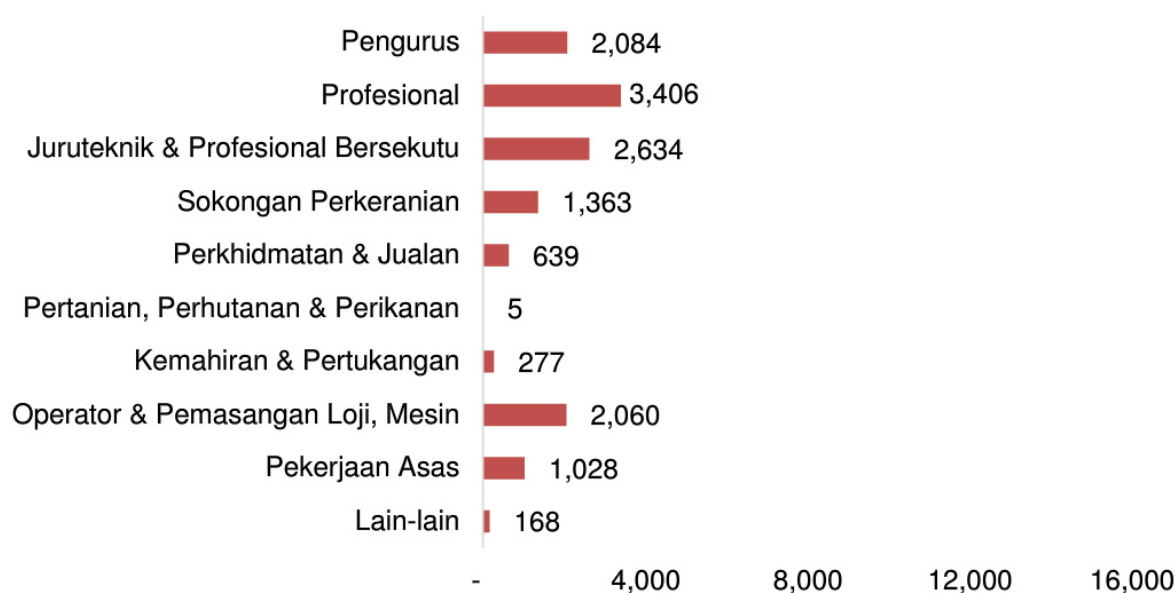 Pengurus 2,084
Profesional 3,406
Juruteknik & Profesional Bersekutu 2,634
Sokongan Perkeranian 1,363
Perkhidmatan & Jualan 639
Pertanian, Perhutanan & Perikanan 5
Kemahiran & Pertukangan 277
Operator & Pemasangan Loji, Mesin 2,060
Pekerjaan Asas 1,028
Lain-lain 168
- 4,000 8,000 12,000 16,000